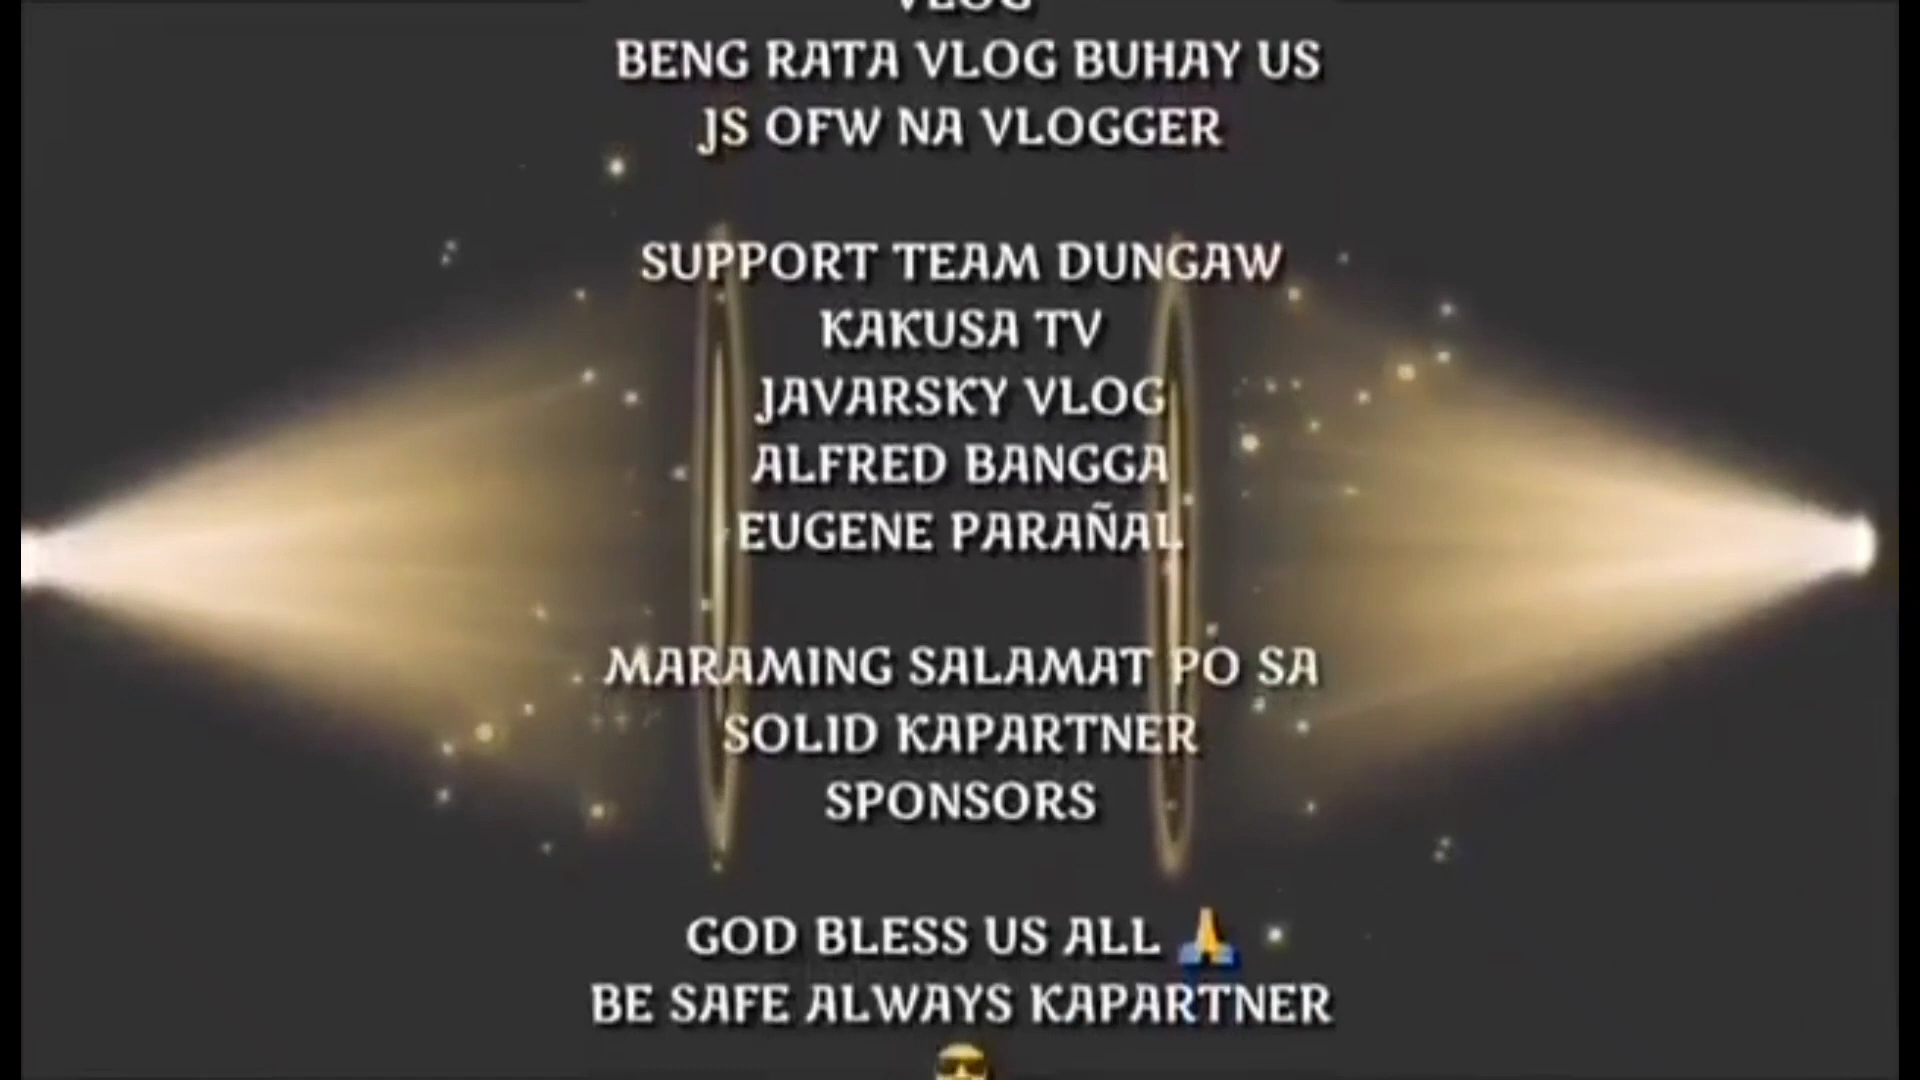 VLOG
BENG RATA VLOG BUHAY US
JS OFW NA VLOGGER
SUPPORT TEAM DUNGAW
KAKUSA TV
JAVARSKY VLOG
ALFRED BANGGA
EUGENE PARAÑAL
MARAMING SALAMAT PO SA
SOLID KAPARTNER
SPONSORS
GOD BLESS US ALL 🙏
BE SAFE ALWAYS KAPARTNER
😎